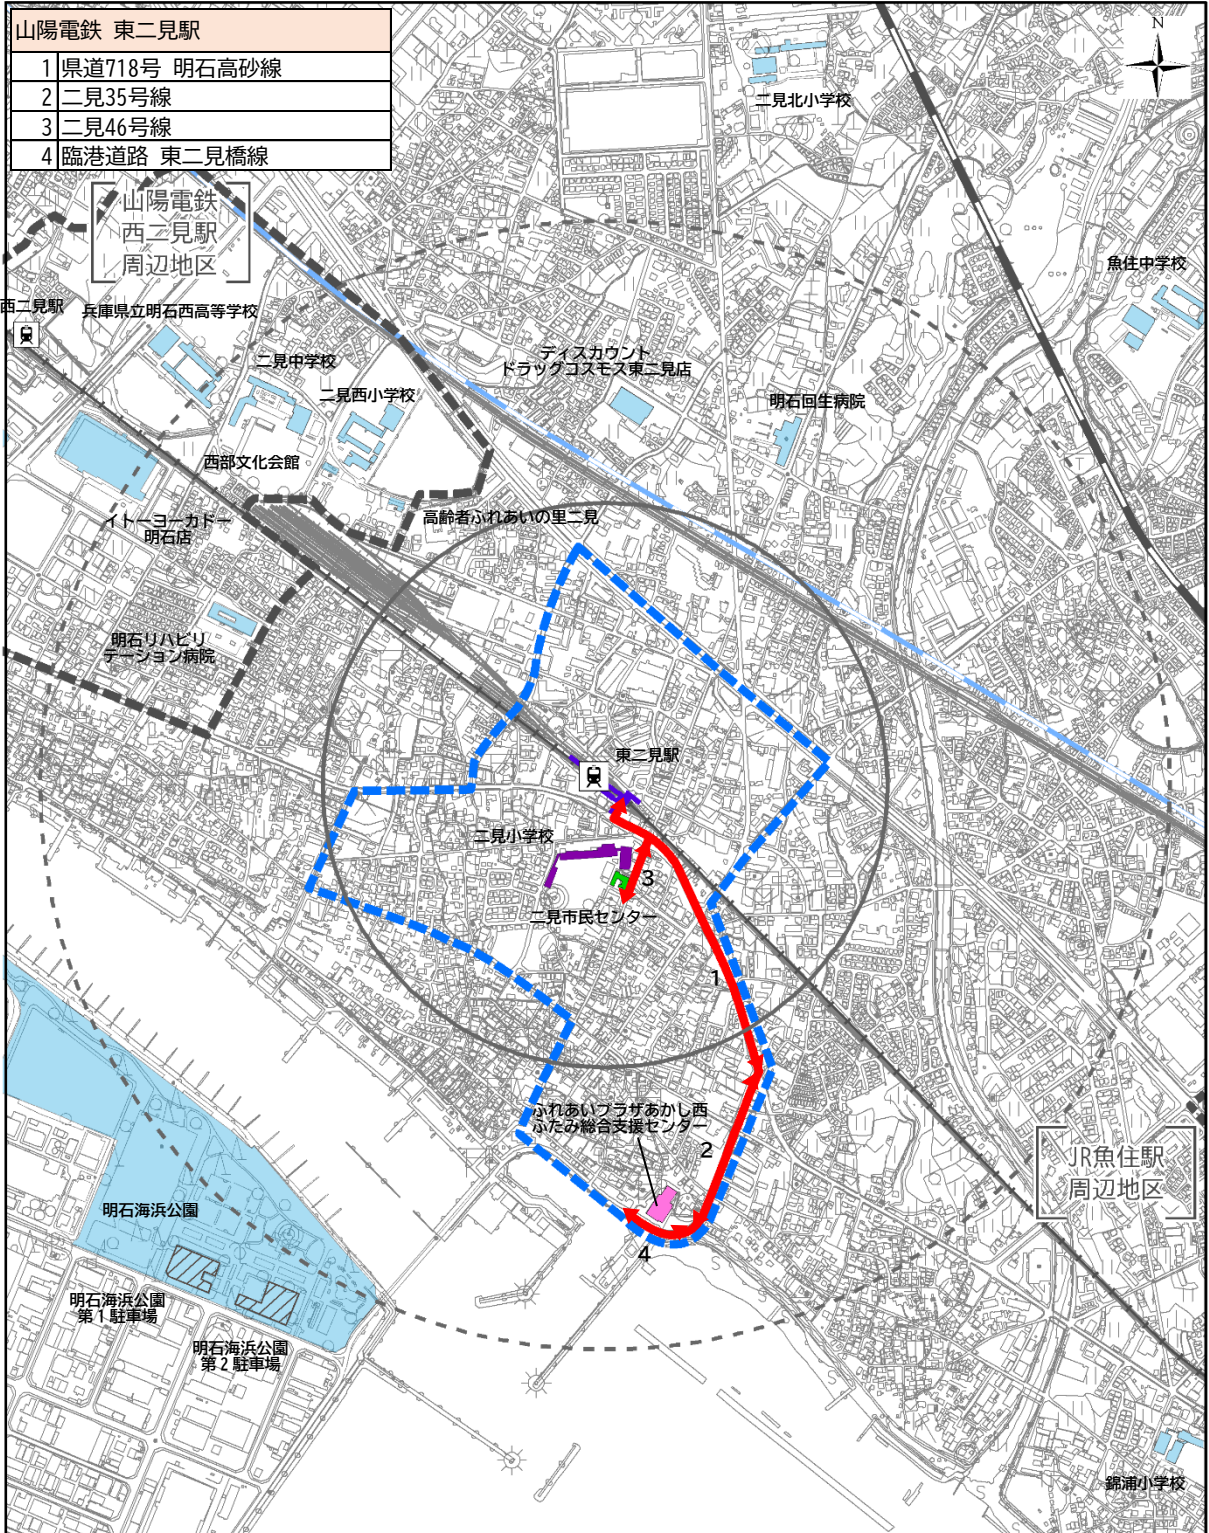 山陽電鉄 東二見駅
1 県道718号 明石高砂線
2 二見35号線
3 二見46号線
4 臨港道路 東二見橋線
N
二見北小学校
山陽電鉄
西二見駅
周辺地区
魚住中学校
西二見駅
兵庫県立明石西高等学校
二見中学校
ディスカウント
ドラッグコスモス東二見店
二見西小学校
明石回生病院
西部文化会館
高齢者ふれあいの里二見
イトーヨーカドー
明石店
明石リハビリ
テーション病院
東二見駅
二見小学校
3
二見市民センター
1
ふれあいプラザあかし西
ふたみ総合支援センター
2
JR魚住駅
周辺地区
明石海浜公園
4
明石海浜公園
第1駐車場
明石海浜公園
第2駐車場
錦浦小学校